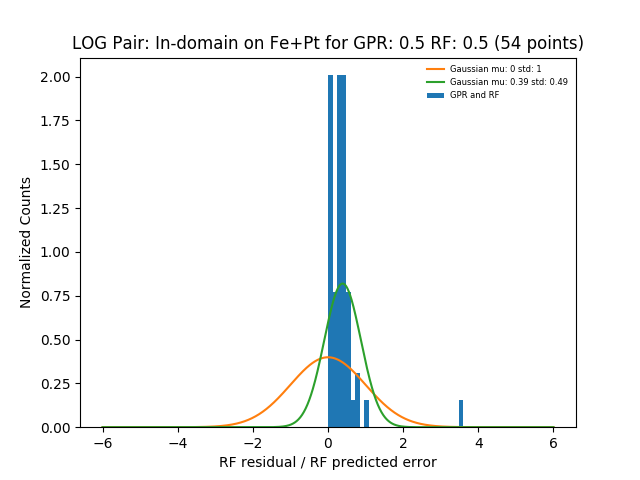 LOG Pair: In-domain on Fe+Pt for GPR: 0.5 RF: 0.5 (54 points)
Gaussian mu: 0 std: 1
Gaussian mu: 0.39 std: 0.49
GPR and RF
Normalized Counts
2.00
1.75
1.50
1.25
1.00
0.75
0.50
0.25
0.00
−6 −4 −2 0 2 4 6
RF residual / RF predicted error